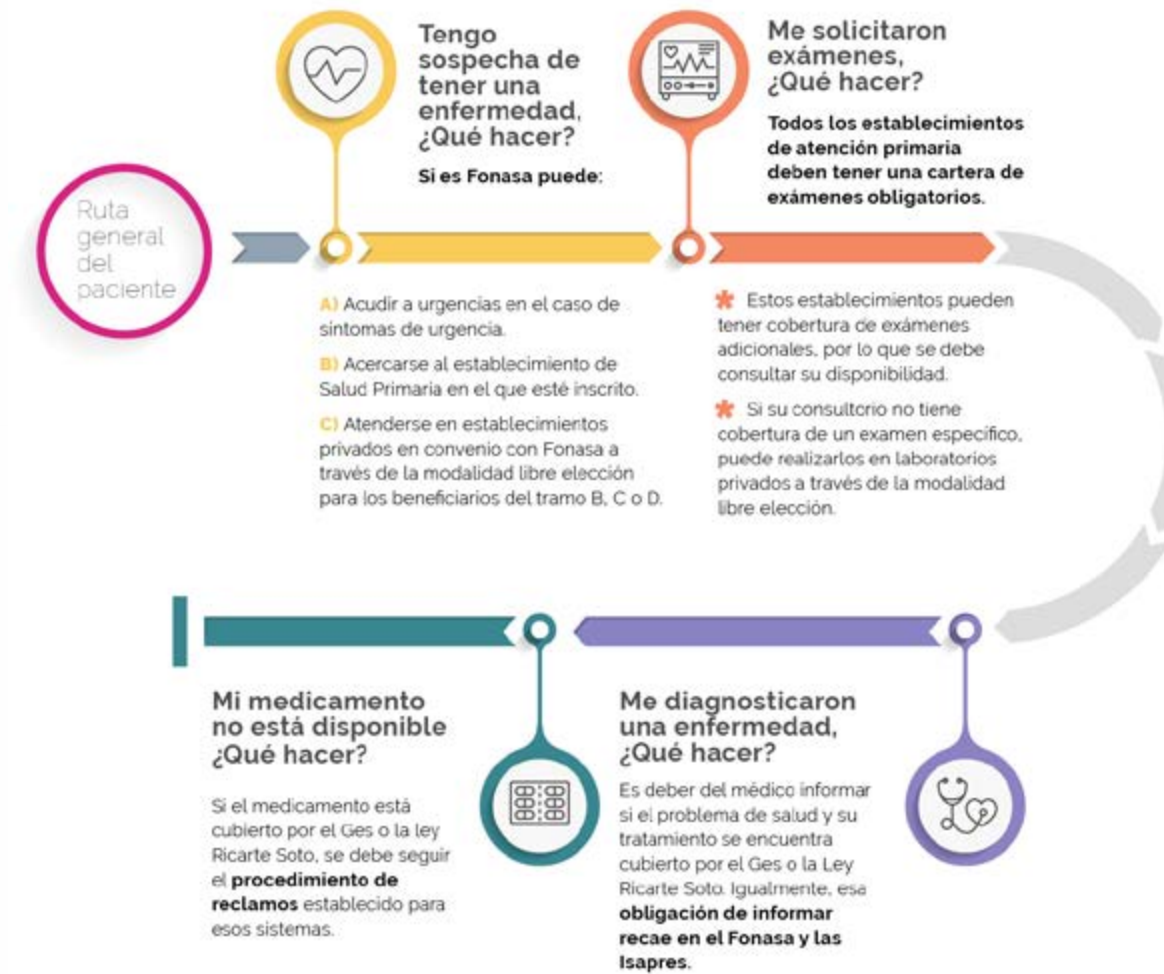 Ruta
general
del
paciente
Tengo
sospecha de
tener una
enfermedad,
¿Qué hacer?
Si es Fonasa puede:
A) Acudir a urgencias en el caso de
síntomas de urgencia.
B) Acercarse al establecimiento de
Salud Primaria en el que esté inscrito.
C) Atenderse en establecimientos
privados en convenio con Fonasa a
través de la modalidad libre elección
para los beneficiarios del tramo B, C o D.
Me solicitaron
exámenes,
¿Qué hacer?
Todos los establecimientos
de atención primaria
deben tener una cartera de
exámenes obligatorios.
* Estos establecimientos pueden
tener cobertura de exámenes
adicionales, por lo que se debe
consultar su disponibilidad.
* Si su consultorio no tiene
cobertura de un examen específico,
puede realizarlos en laboratorios
privados a través de la modalidad
libre elección.
Me diagnosticaron
una enfermedad,
¿Qué hacer?
Es deber del médico informar
si el problema de salud y su
tratamiento se encuentra
cubierto por el Ges o la Ley
Ricarte Soto. Igualmente, esa
obligación de informar
recae en el Fonasa y las
Isapres.
Mi medicamento
no está disponible
¿Qué hacer?
Si el medicamento está
cubierto por el Ges o la ley
Ricarte Soto, se debe seguir
el procedimiento de
reclamos establecido para
esos sistemas.